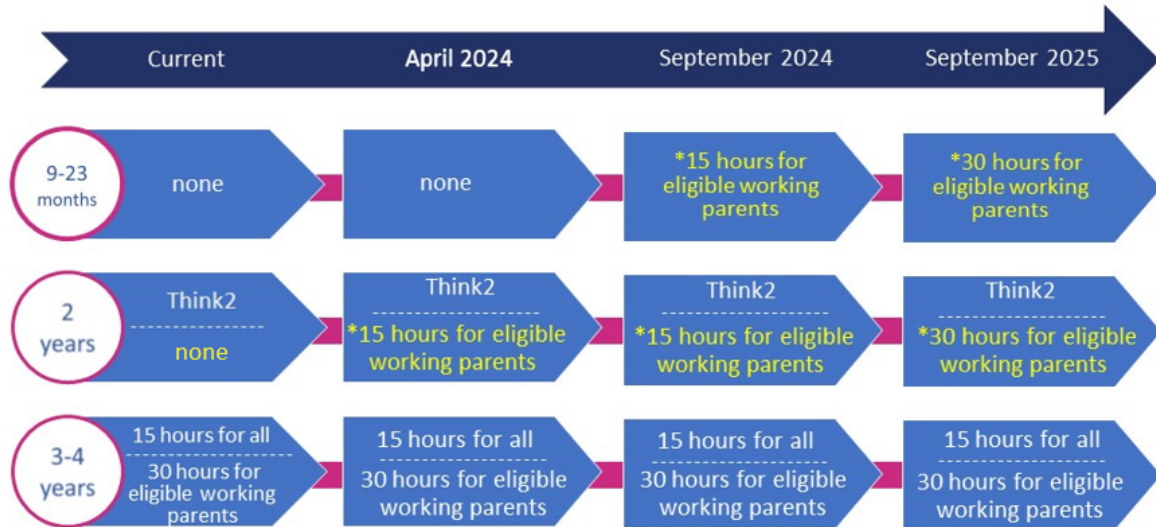 Current
April 2024
September 2024
September 2025
9-23
months
none
none
*15 hours for
eligible working
parents
*30 hours for
eligible working
parents
2
years
Think2
none
Think2
*15 hours for eligible
working parents
Think2
*15 hours for eligible
working parents
Think2
*30 hours for eligible
working parents
3-4
years
15 hours for all
30 hours for
eligible working
parents
15 hours for all
30 hours for eligible
working parents
15 hours for all
30 hours for eligible
working parents
15 hours for all
30 hours for eligible
working parents